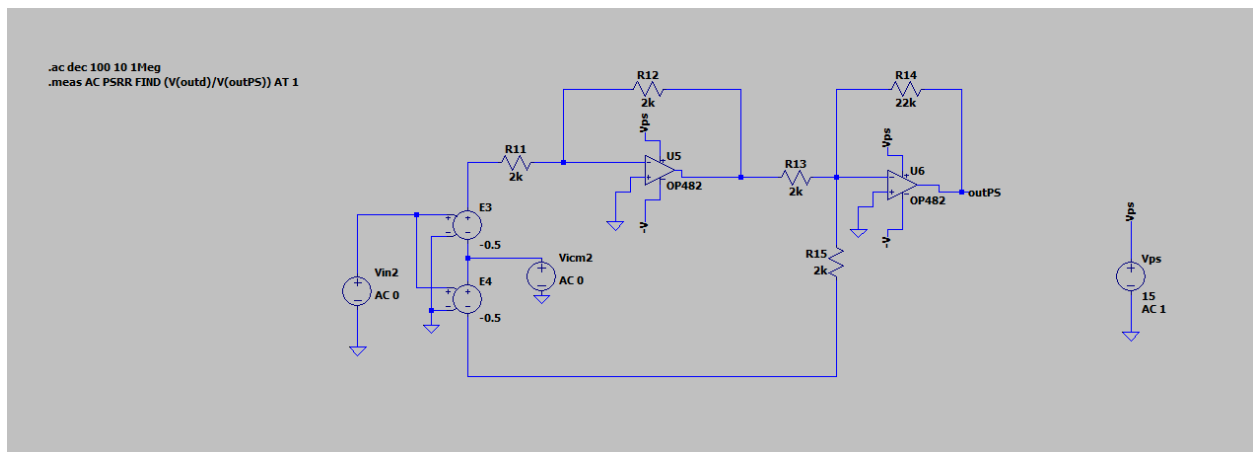 .ac dec 100 10 1Meg
.meas AC PSRR FIND (V(outd)/V(outPS)) AT 1
R12
2k
R14
22k
Vps
Vps
R11
2k
U5
OP482
R13
2k
U6
OP482
outPS
-V
-V
Vps
E3
-0.5
R15
2k
Vicm2
AC 0
Vin2
AC 0
E4
-0.5
Vps
15
AC 1